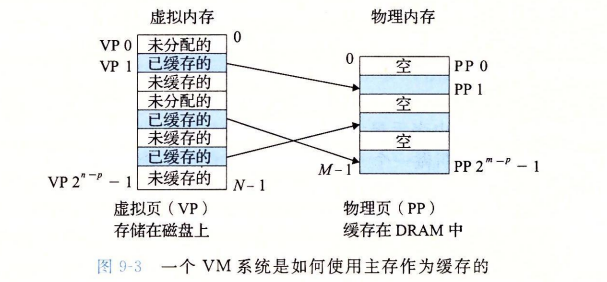 虚拟内存
物理内存
VP 0 未分配的 0
VP 1 已缓存的
未缓存的
未分配的
已缓存的
未缓存的
已缓存的
VP 2^{n-p} - 1 未缓存的 N-1
0 空 PP 0
PP 1
空
空
M-1 PP 2^{m-p} - 1
虚拟页（VP）
存储在磁盘上
物理页（PP）
缓存在 DRAM 中
图 9-3 一个 VM 系统是如何使用主存作为缓存的